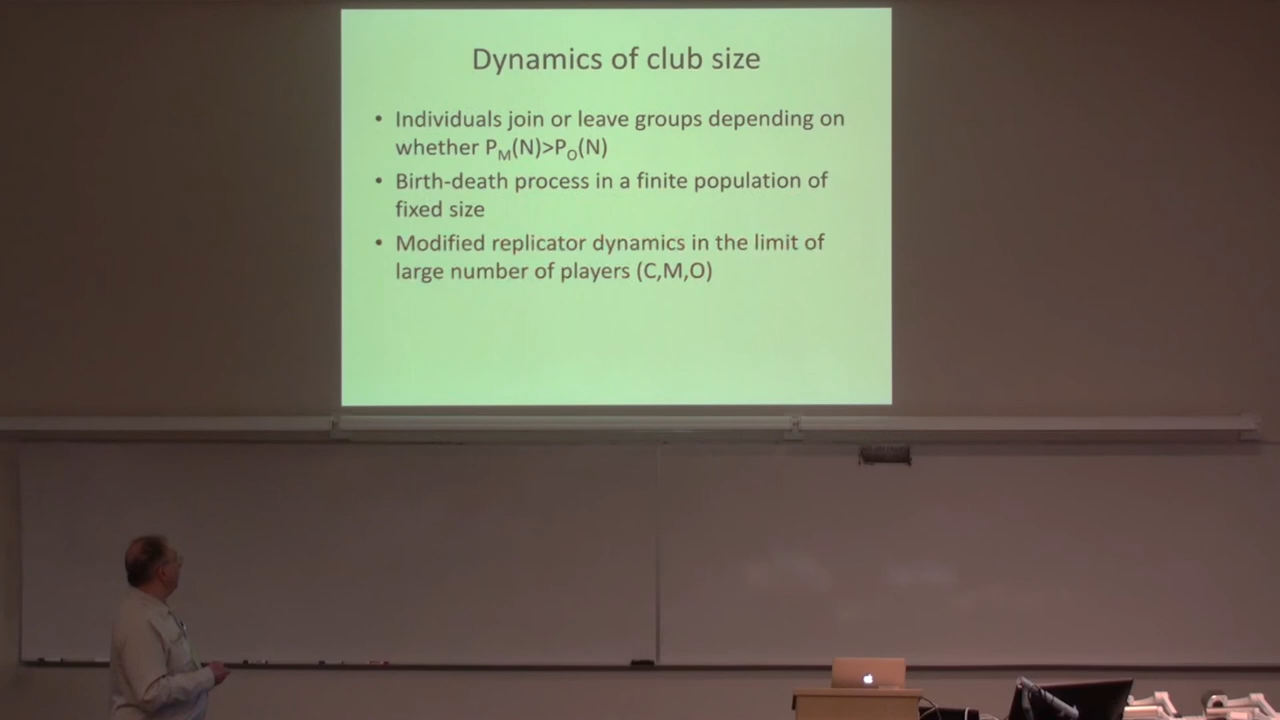 Dynamics of club size
• Individuals join or leave groups depending on
whether P_M(N)>P_O(N)
• Birth-death process in a finite population of
fixed size
• Modified replicator dynamics in the limit of
large number of players (C,M,O)